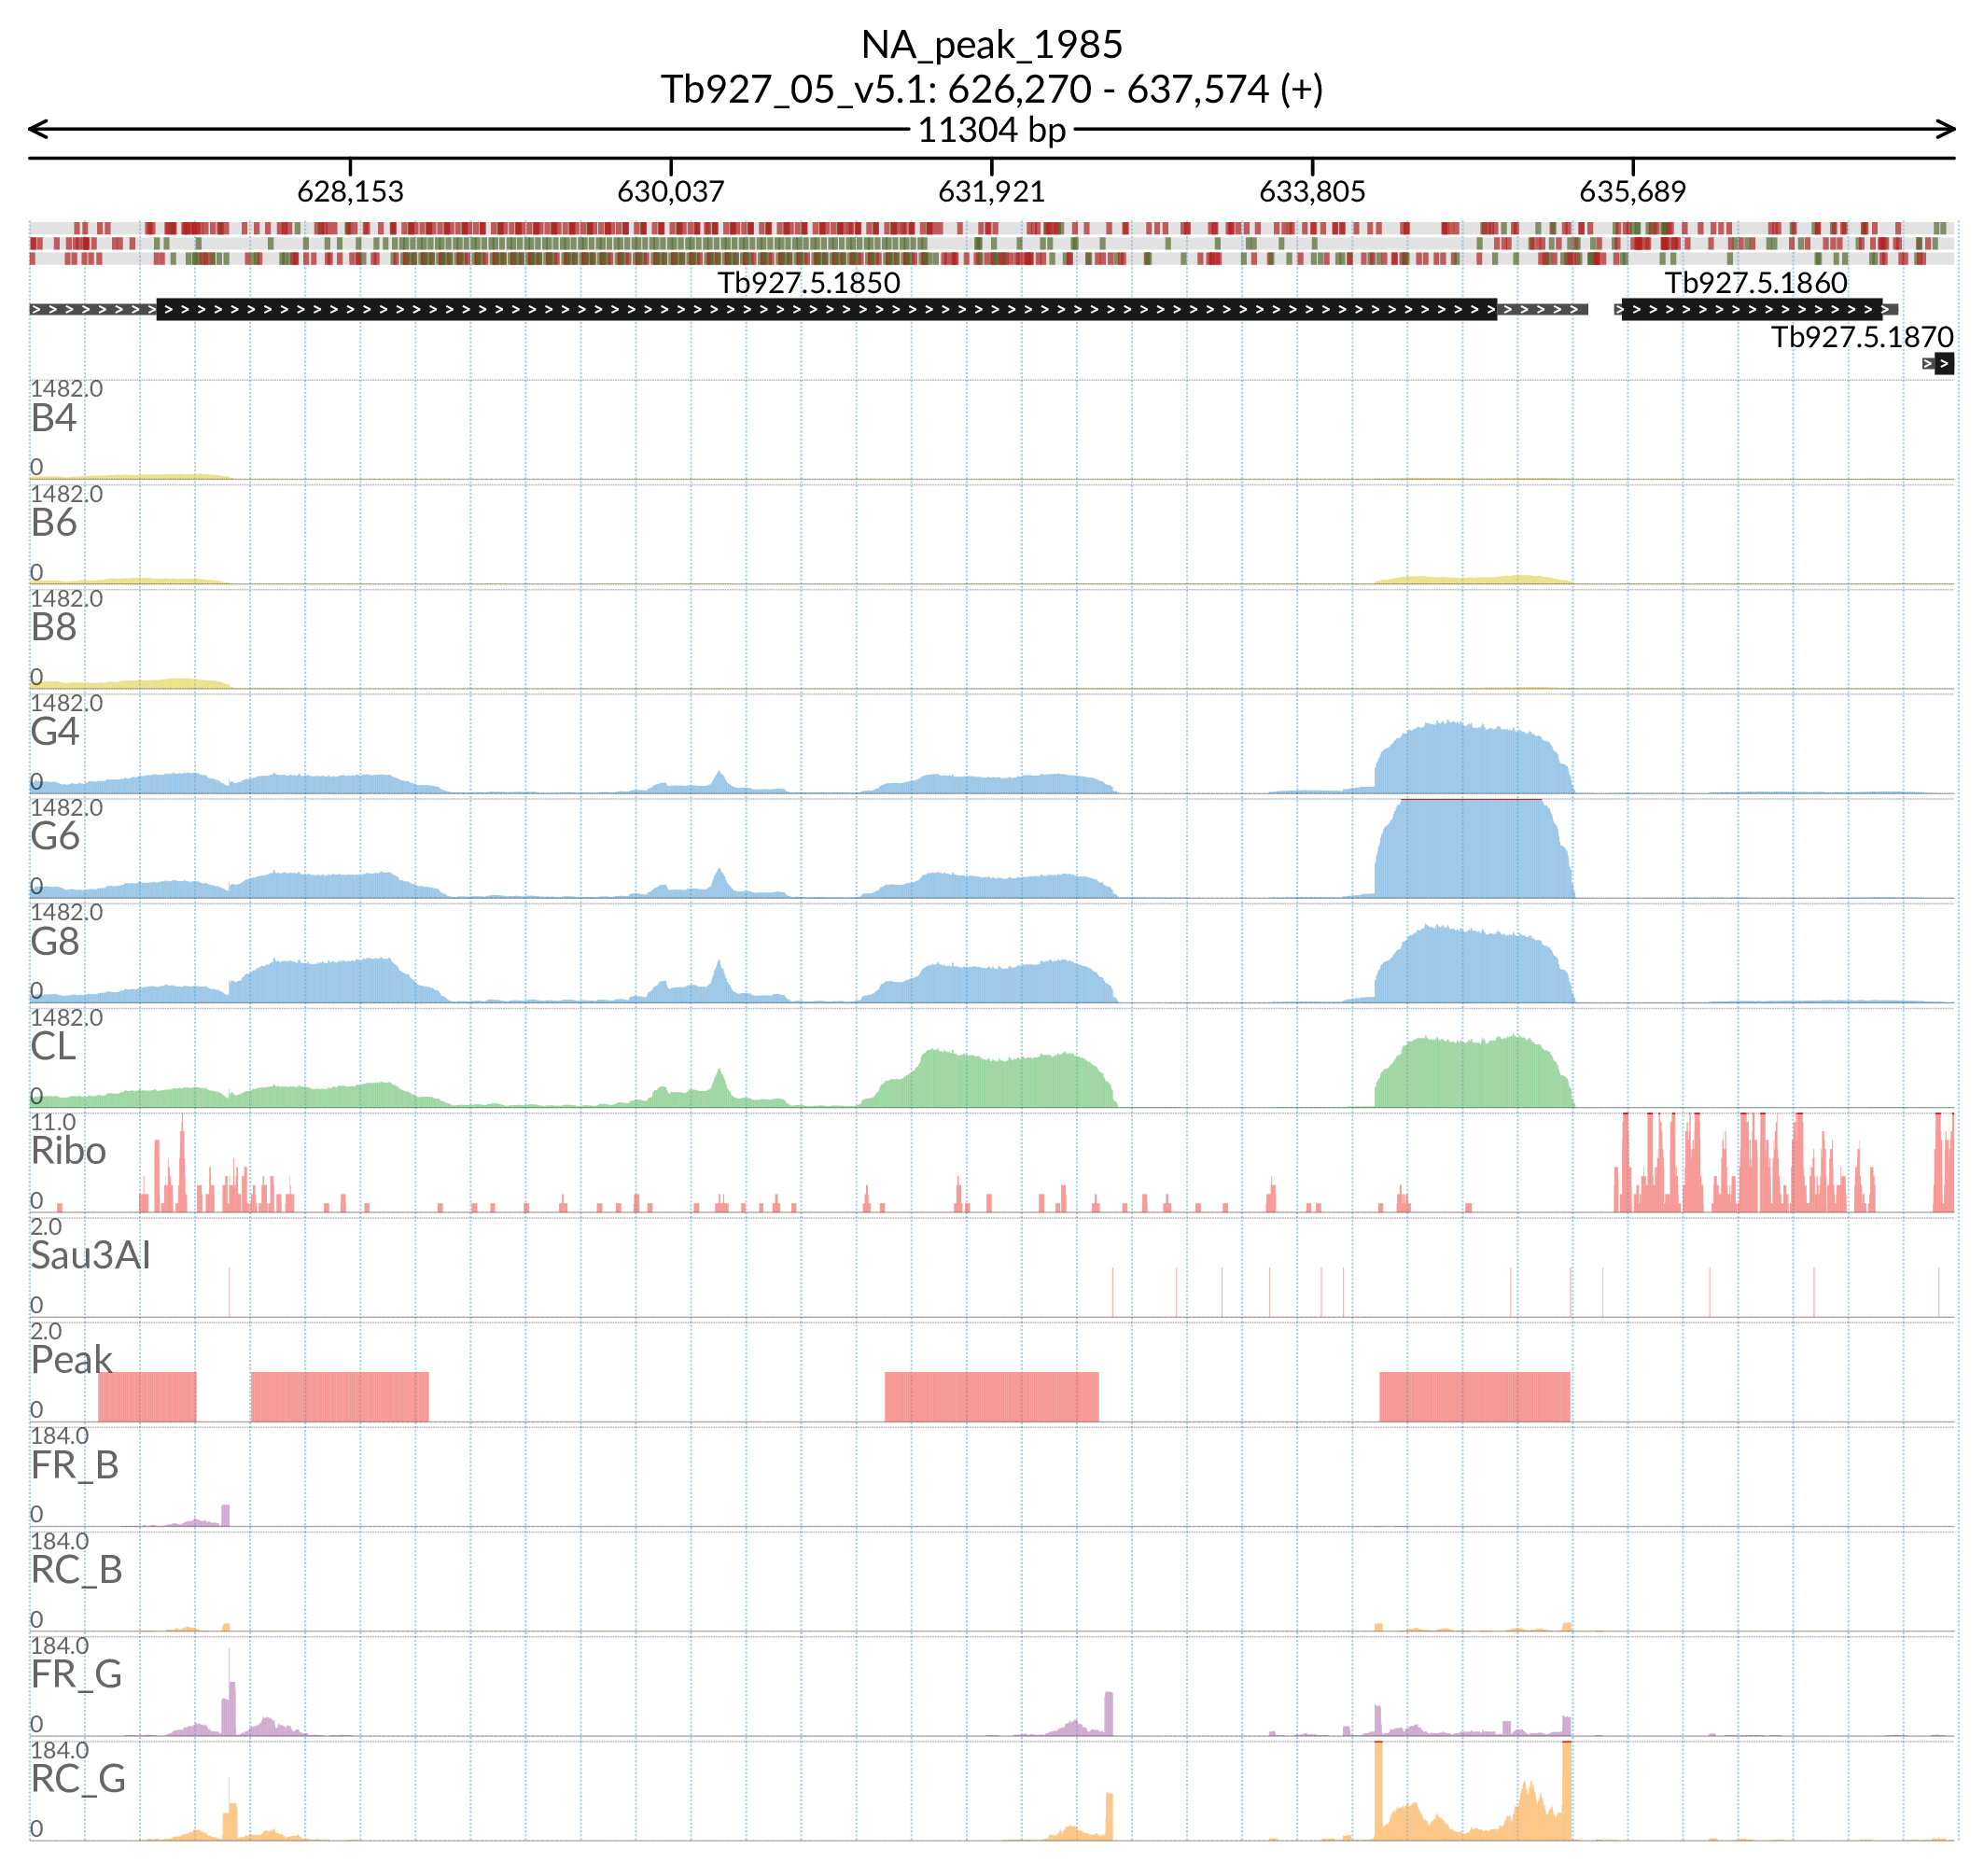 NA_peak_1985
Tb927_05_v5.1: 626,270 - 637,574 (+)
11304 bp
628,153 630,037 631,921 633,805 635,689
Tb927.5.1850 Tb927.5.1860
Tb927.5.1870
1482.0
B4
0
1482.0
B6
0
1482.0
B8
0
1482.0
G4
0
1482.0
G6
0
1482.0
G8
0
1482.0
CL
0
11.0
Ribo
0
2.0
Sau3AI
0
2.0
Peak
0
184.0
FR_B
0
184.0
RC_B
0
184.0
FR_G
0
184.0
RC_G
0